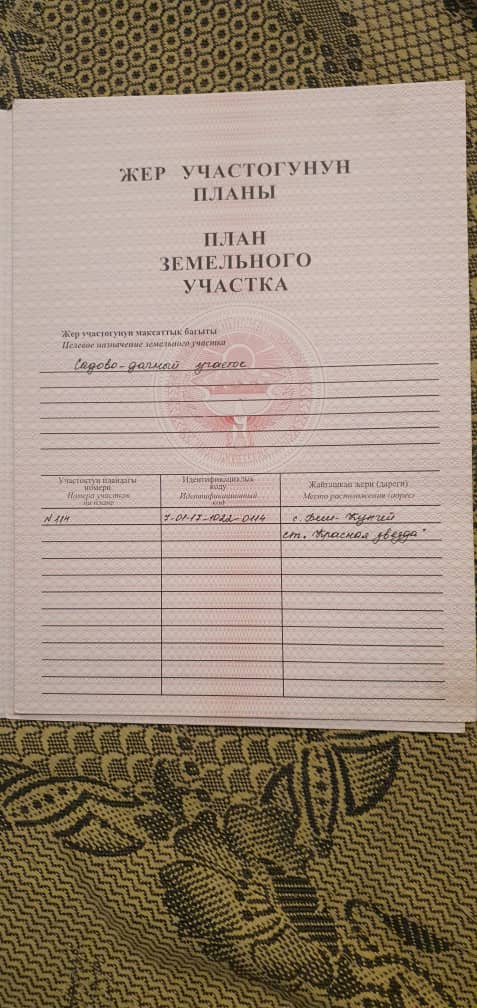 ЖЕР УЧАСТОГУНУН
ПЛАНЫ
ПЛАН
ЗЕМЕЛЬНОГО
УЧАСТКА
Жер участогунун максаттык багыты
Целевое назначение земельного участка
Садово-дачный участок
Участоктун пландагы номери
Номера участков на плане
Идентификациялык коду
Идентификационный код
Жайгашкан жери (дареги)
Место расположения (адрес)
N 114 7-01-17-1022-0114 с. Беш-Кунгей
ст. "Красная звезда"